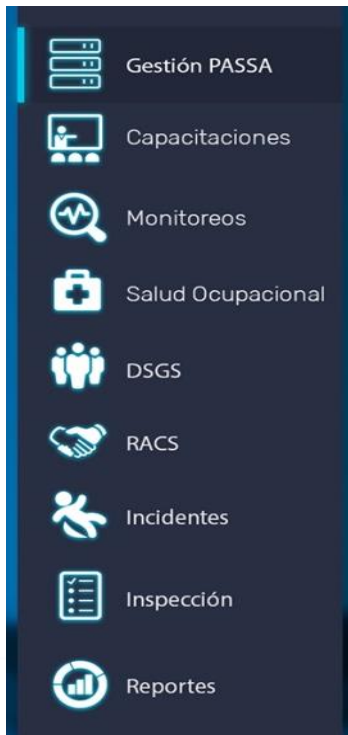 Gestión PASSA
Capacitaciones
Monitoreos
Salud Ocupacional
DSGS
RACS
Incidentes
Inspección
Reportes